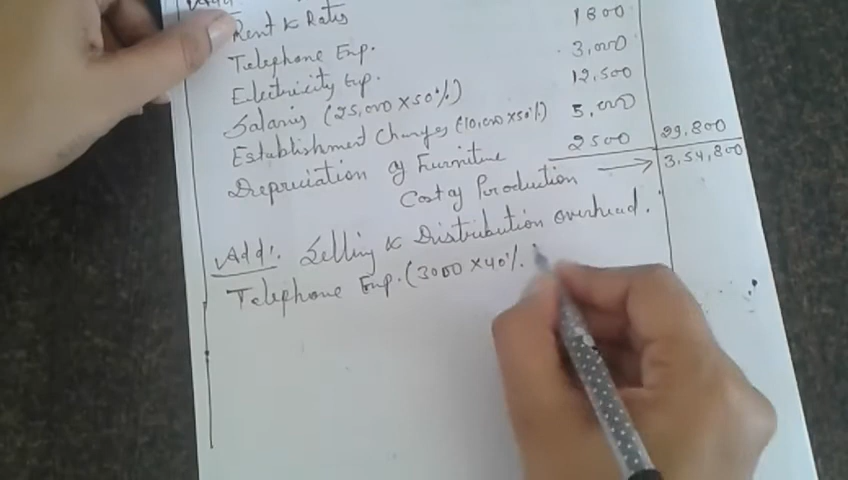 Add
Rent & Rates 1800
Telephone Exp. 3,000
Electricity Exp. 12,500
Salaries (25,000 × 50%) 5,000
Establishment Charges (10,000 × 50%) 2500 29,800
Depreciation of Furniture
Cost of Production → 3,54,800
Add:. Selling & Distribution overhead.
Telephone Exp. (3000 × 40%.